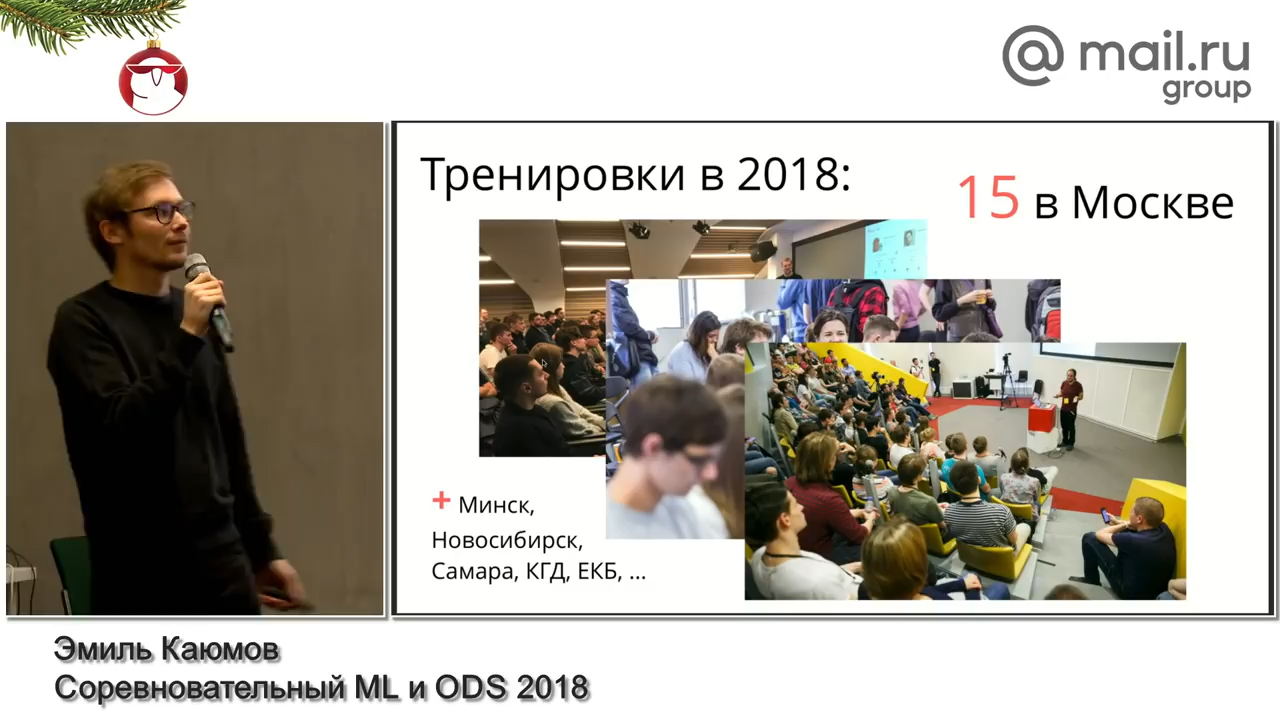 @ mail.ru
group
Тренировки в 2018:
15 в Москве
+ Минск,
Новосибирск,
Самара, КГД, ЕКБ, ...
Эмиль Каюмов
Соревновательный ML и ODS 2018